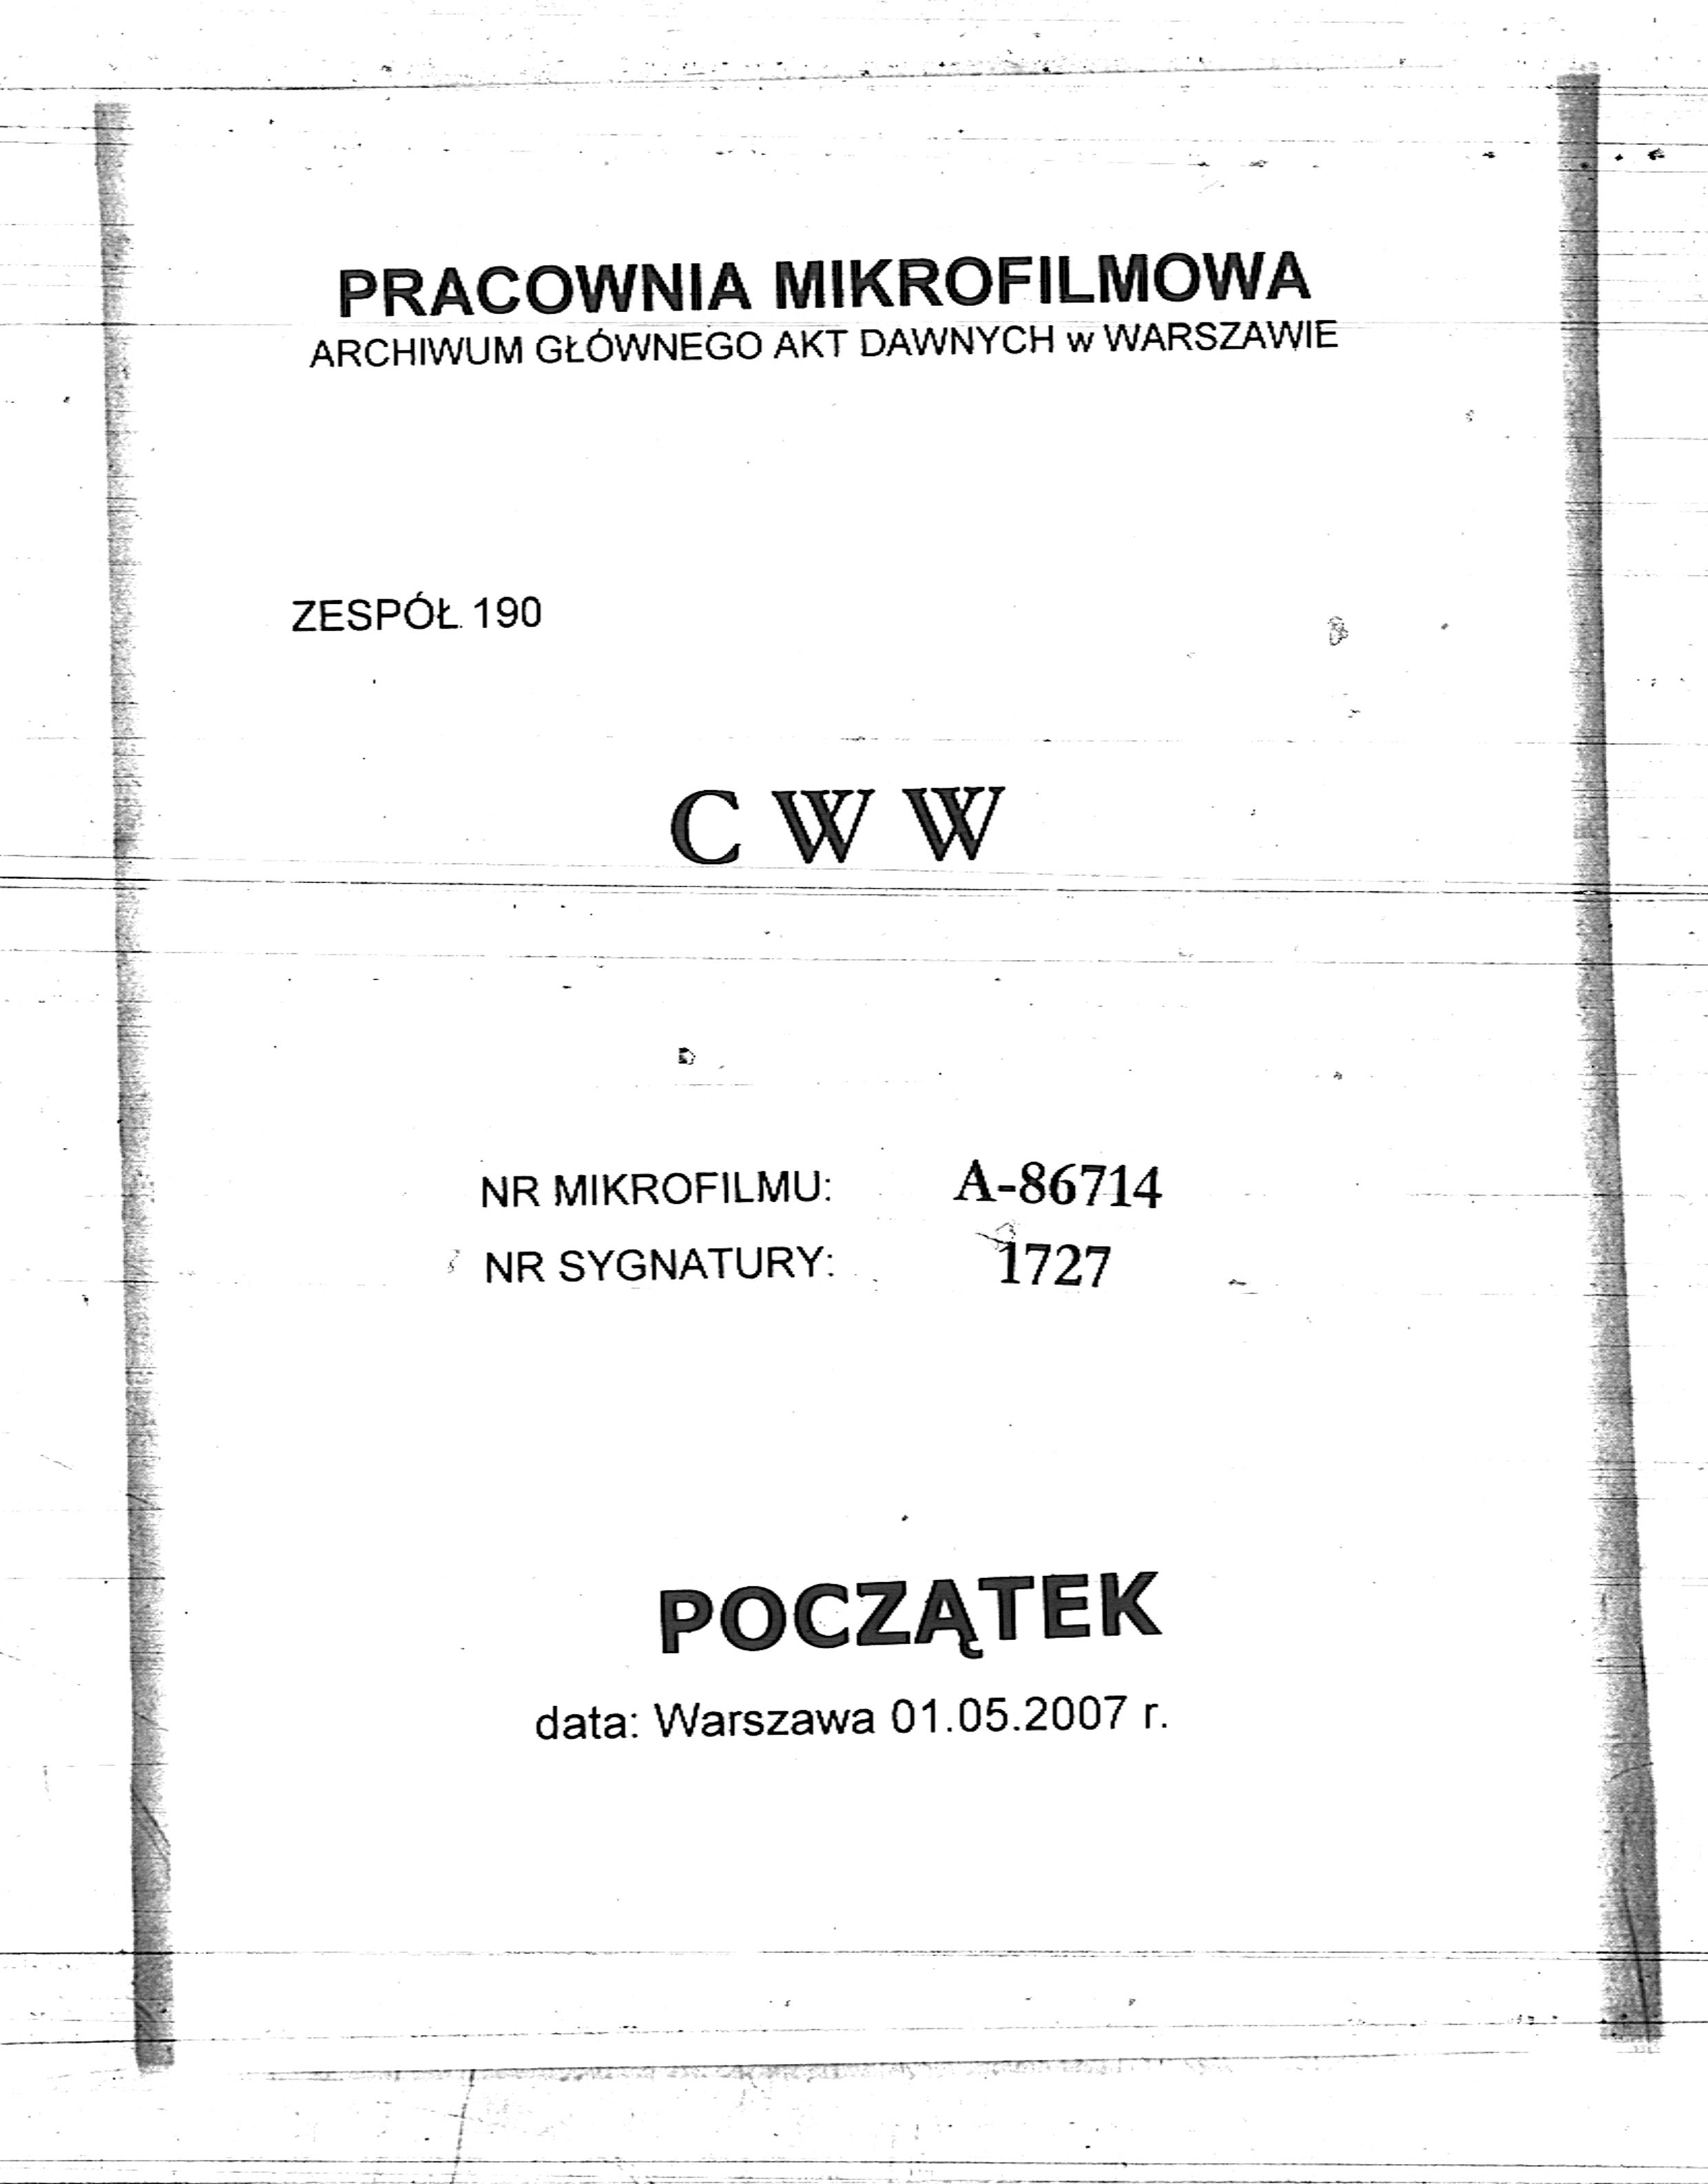 PRACOWNIA MIKROFILMOWA
ARCHIWUM GŁÓWNEGO AKT DAWNYCH w WARSZAWIE
ZESPÓŁ 190
C W W
NR MIKROFILMU: A-86714
NR SYGNATURY: 1727
POCZĄTEK
data: Warszawa 01.05.2007 r.